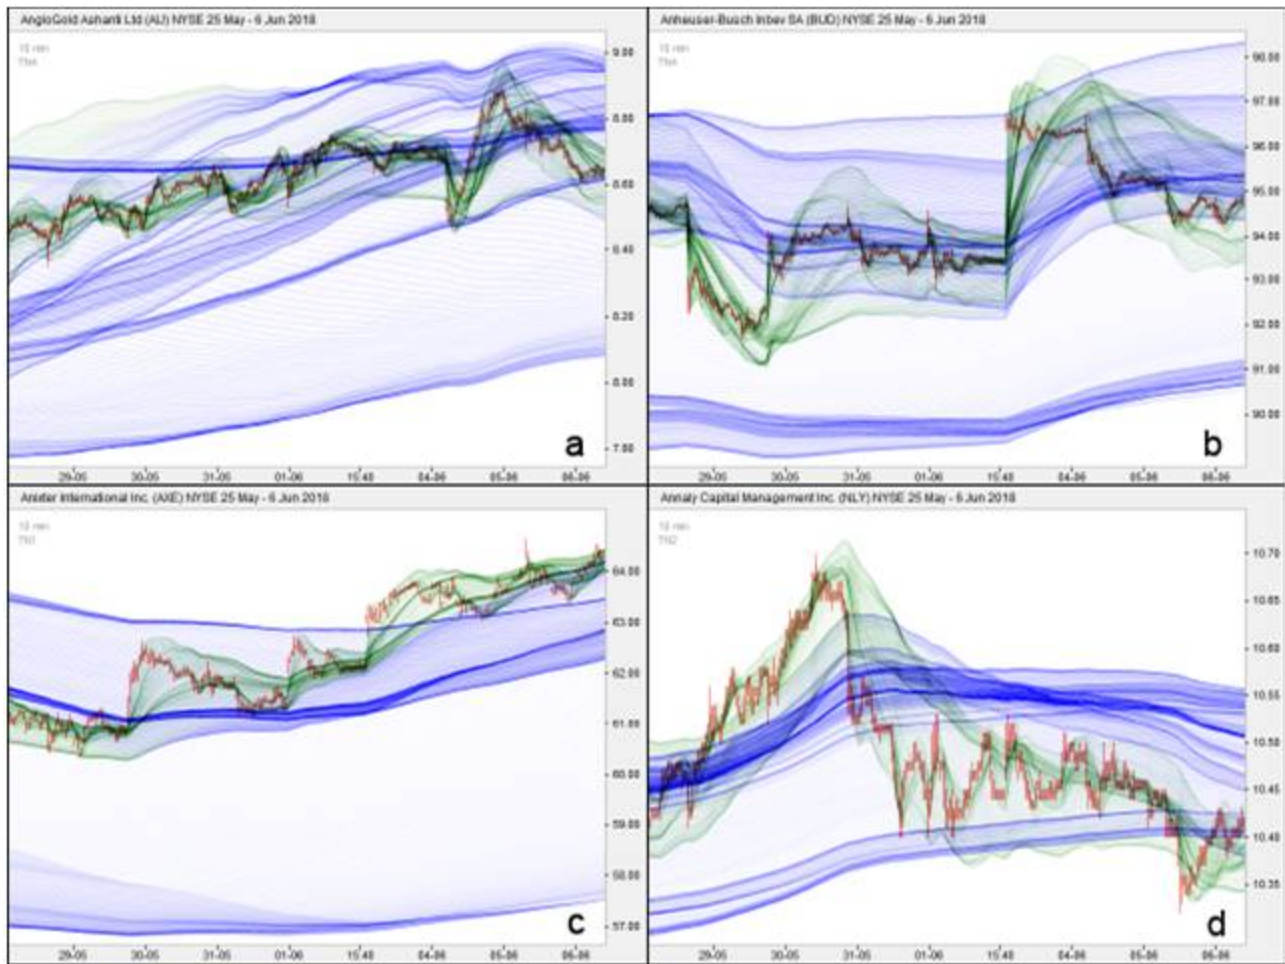 AngloGold Ashanti Ltd (AU) NYSE 25 May - 6 Jun 2018
15 min
9.00
8.80
8.60
8.40
8.20
8.00
7.80
29-05 30-05 31-05 01-06 15:40 04-06 05-06 06-06
a
Anheuser-Busch Inbev SA (BUD) NYSE 25 May - 6 Jun 2018
15 min
98.00
97.00
96.00
95.00
94.00
93.00
92.00
91.00
90.00
29-05 30-05 31-05 01-06 15:40 04-06 05-06 06-06
b
Anixter International Inc. (AXE) NYSE 25 May - 6 Jun 2018
64.00
63.00
62.00
61.00
60.00
59.00
58.00
57.00
29-05 30-05 31-05 01-06 15:40 04-06 05-06 06-06
c
Annaly Capital Management Inc. (NLY) NYSE 25 May - 6 Jun 2018
10.70
10.65
10.60
10.55
10.50
10.45
10.40
10.35
29-05 30-05 31-05 01-06 15:40 04-06 05-06 06-06
d